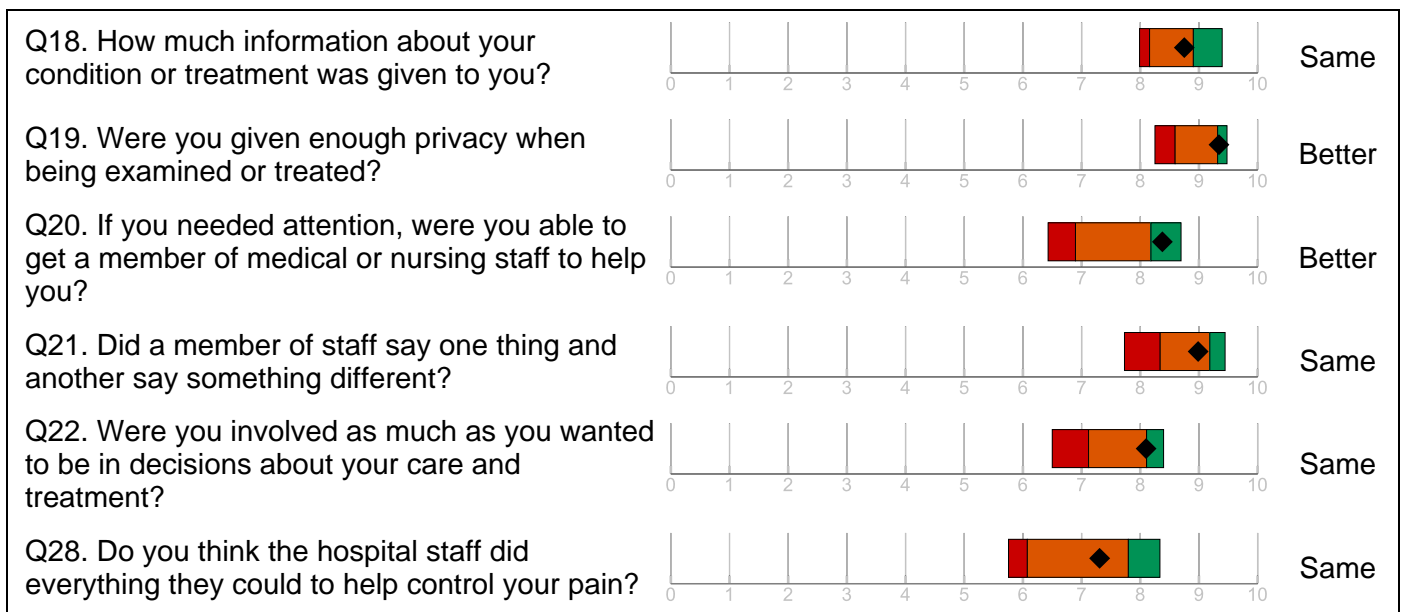 Q18. How much information about your
condition or treatment was given to you?
0 1 2 3 4 5 6 7 8 9 10
Same
Q19. Were you given enough privacy when
being examined or treated?
0 1 2 3 4 5 6 7 8 9 10
Better
Q20. If you needed attention, were you able to
get a member of medical or nursing staff to help
you?
0 1 2 3 4 5 6 7 8 9 10
Better
Q21. Did a member of staff say one thing and
another say something different?
0 1 2 3 4 5 6 7 8 9 10
Same
Q22. Were you involved as much as you wanted
to be in decisions about your care and
treatment?
0 1 2 3 4 5 6 7 8 9 10
Same
Q28. Do you think the hospital staff did
everything they could to help control your pain?
0 1 2 3 4 5 6 7 8 9 10
Same